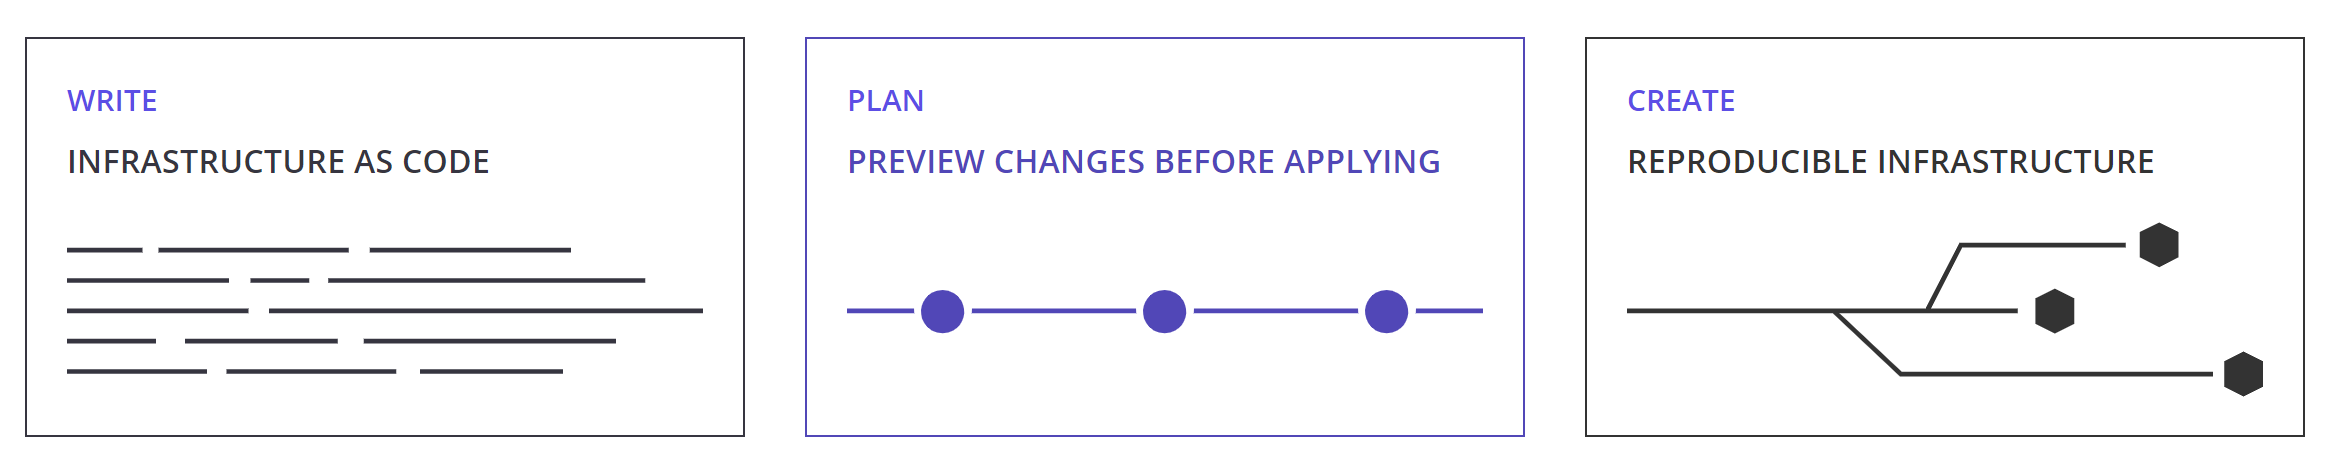 WRITE
INFRASTRUCTURE AS CODE
PLAN
PREVIEW CHANGES BEFORE APPLYING
CREATE
REPRODUCIBLE INFRASTRUCTURE